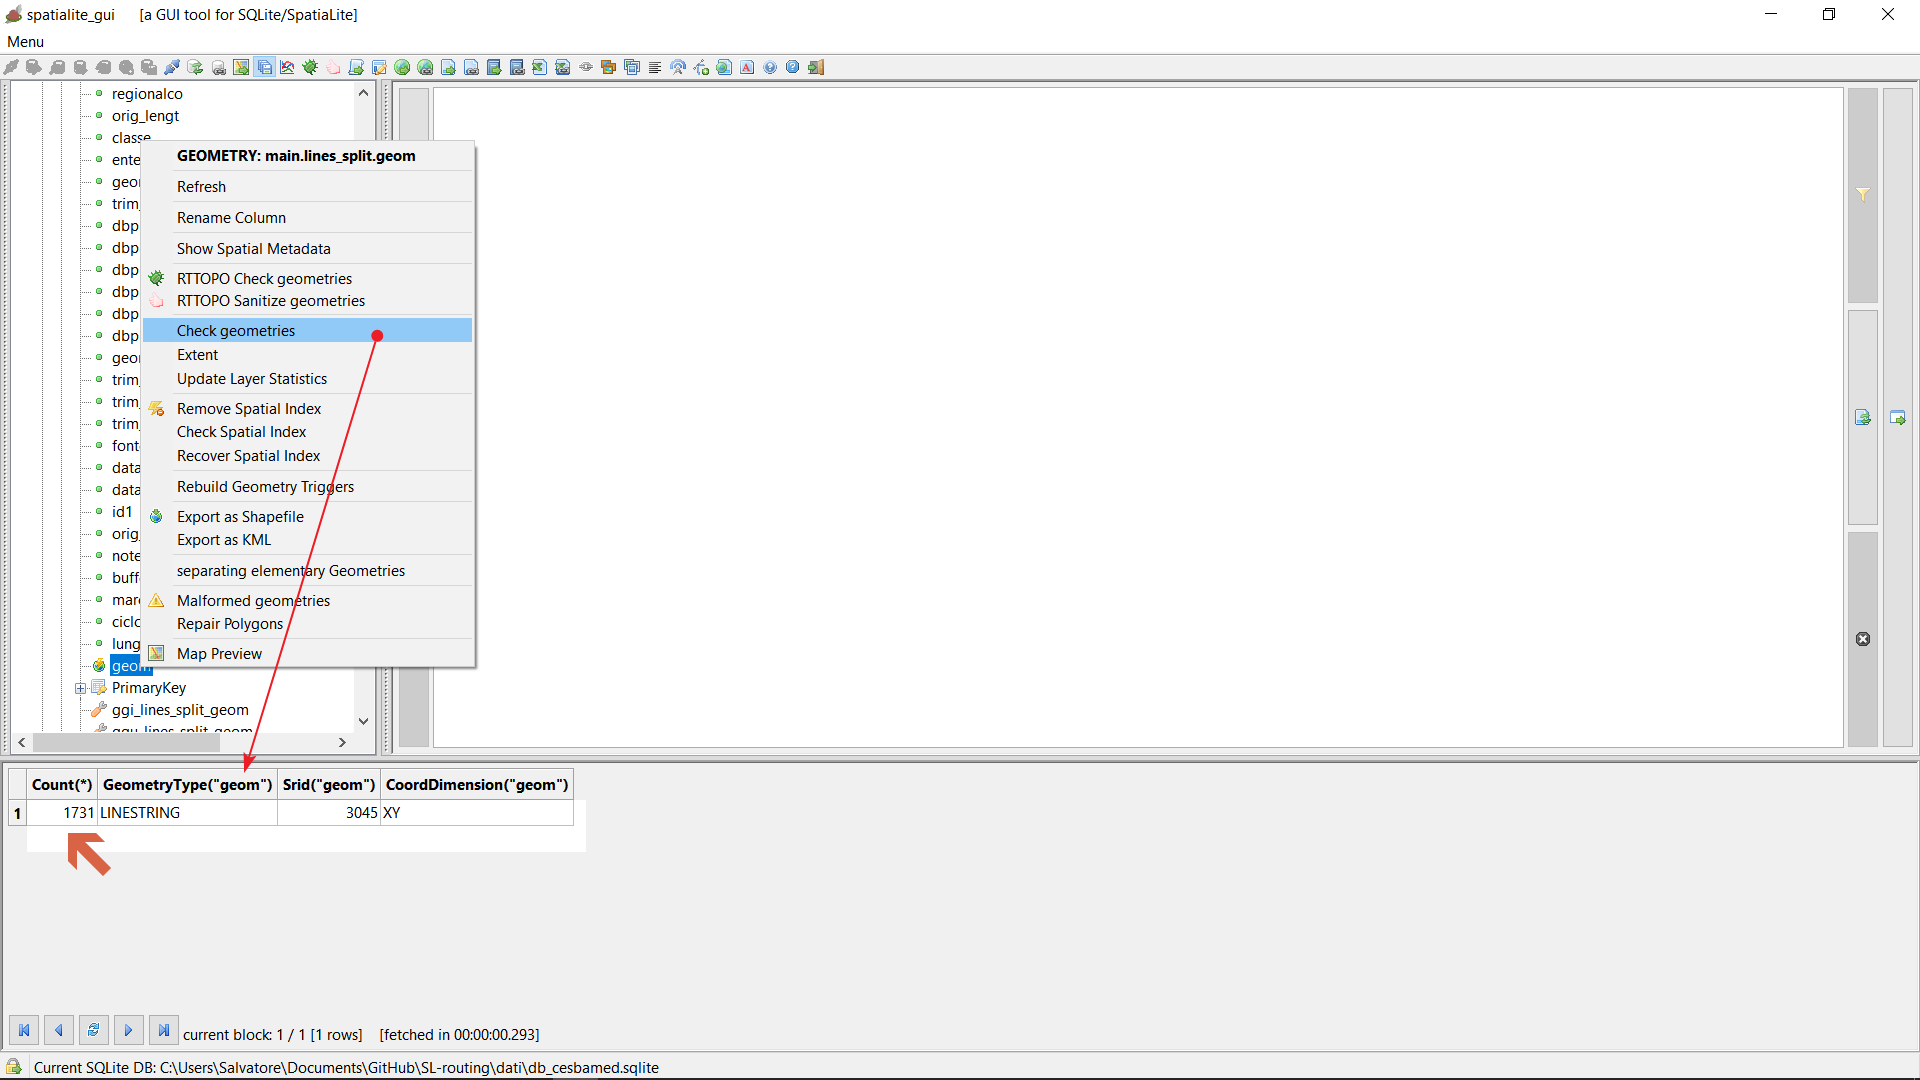 spatialite_gui [a GUI tool for SQLite/SpatiaLite]
Menu
regionalco
orig_lengt
classe
ente
geo
trim_
dbp
dbp
dbp
dbp
dbp
dbp
geo
trim_
trim_
trim_
font
data
data
id1
orig_
note
buff
mar
ciclo
lung
geom
PrimaryKey
ggi_lines_split_geom
ggu_lines_split_geom
GEOMETRY: main.lines_split.geom
Refresh
Rename Column
Show Spatial Metadata
RTTOPO Check geometries
RTTOPO Sanitize geometries
Check geometries
Extent
Update Layer Statistics
Remove Spatial Index
Check Spatial Index
Recover Spatial Index
Rebuild Geometry Triggers
Export as Shapefile
Export as KML
separating elementary Geometries
Malformed geometries
Repair Polygons
Map Preview
Count(*) GeometryType("geom") Srid("geom") CoordDimension("geom")
1 1731 LINESTRING 3045 XY
current block: 1 / 1 [1 rows] [fetched in 00:00:00.293]
Current SQLite DB: C:\Users\Salvatore\Documents\GitHub\SL-routing\dati\db_cesbamed.sqlite